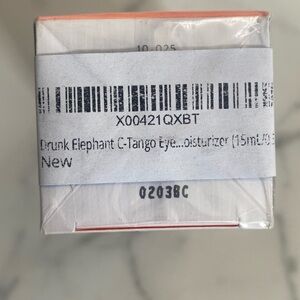 10 025
X00421QXBT
Drunk Elephant C-Tango Eye...oisturizer (15mL/0.5
New
0203BC